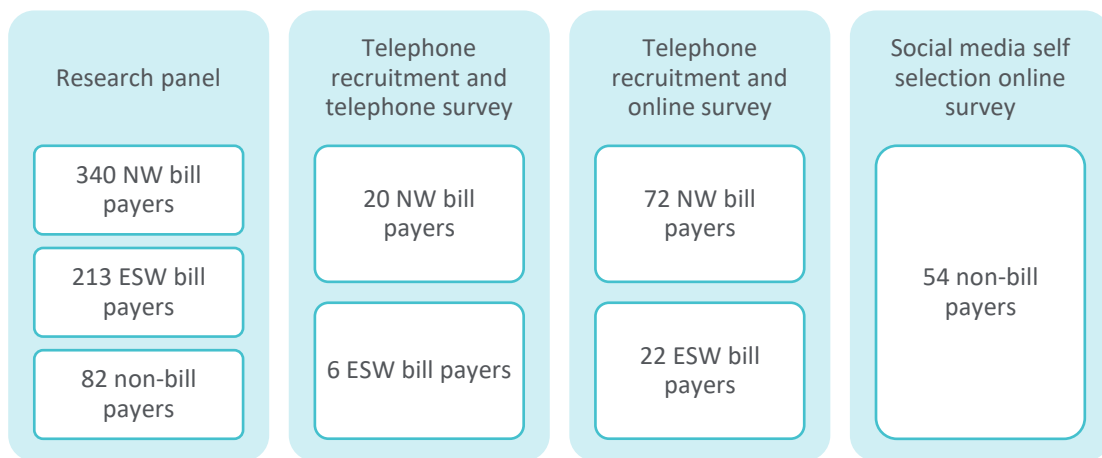 Research panel
340 NW bill
payers
213 ESW bill
payers
82 non-bill
payers
Telephone
recruitment and
telephone survey
20 NW bill
payers
6 ESW bill payers
Telephone
recruitment and
online survey
72 NW bill
payers
22 ESW bill
payers
Social media self
selection online
survey
54 non-bill
payers